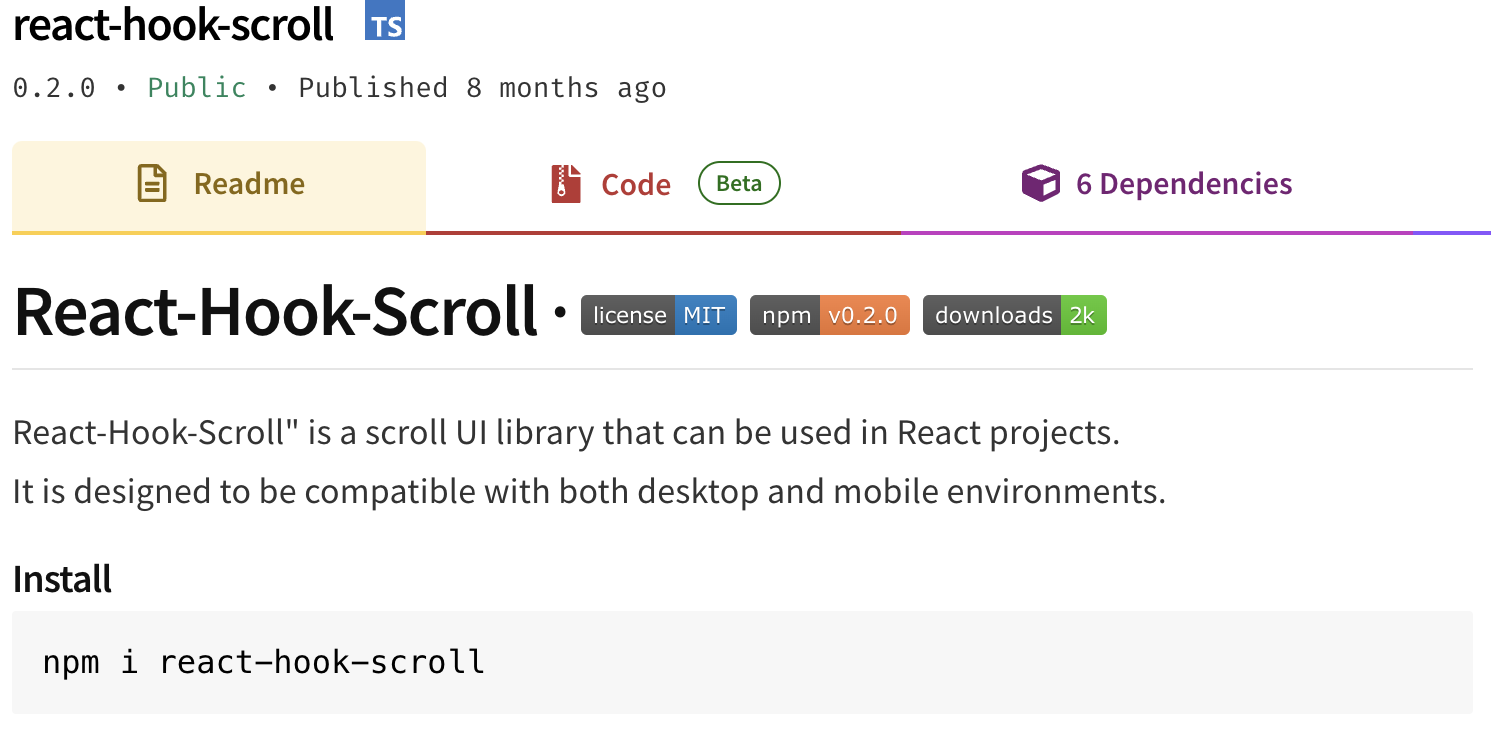 react-hook-scroll TS
0.2.0 • Public • Published 8 months ago
Readme Code Beta 6 Dependencies
React-Hook-Scroll · license MIT npm v0.2.0 downloads 2k
React-Hook-Scroll" is a scroll UI library that can be used in React projects.
It is designed to be compatible with both desktop and mobile environments.
Install
npm i react-hook-scroll